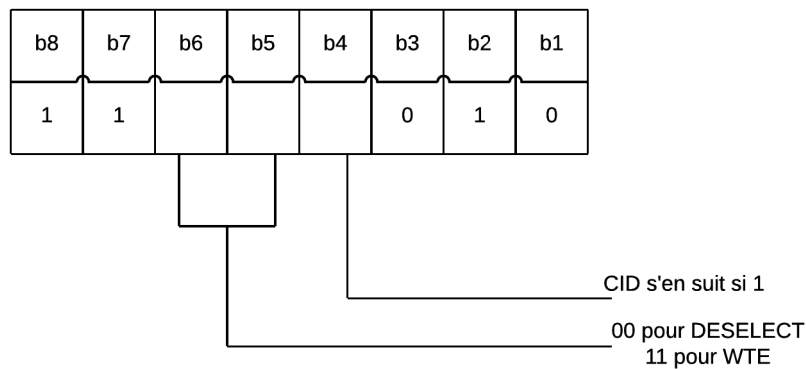 b8 b7 b6 b5 b4 b3 b2 b1
1 1 0 1 0
CID s'en suit si 1
00 pour DESELECT
11 pour WTE